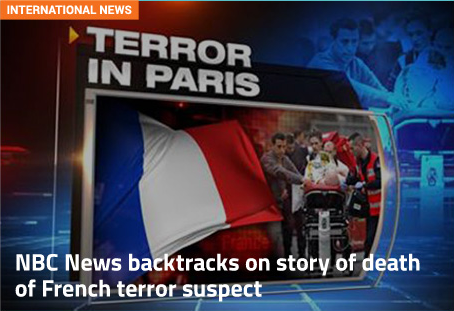 INTERNATIONAL NEWS
TERROR
IN PARIS
NBC News backtracks on story of death
of French terror suspect